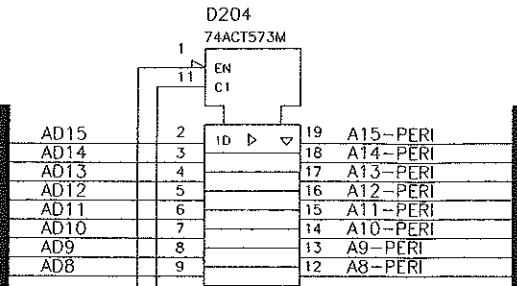 D204
74ACT573M
1 EN
11 C1
AD15 2 1D 19 A15-PERI
AD14 3 18 A14-PERI
AD13 4 17 A13-PERI
AD12 5 16 A12-PERI
AD11 6 15 A11-PERI
AD10 7 14 A10-PERI
AD9 8 13 A9-PERI
AD8 9 12 A8-PERI